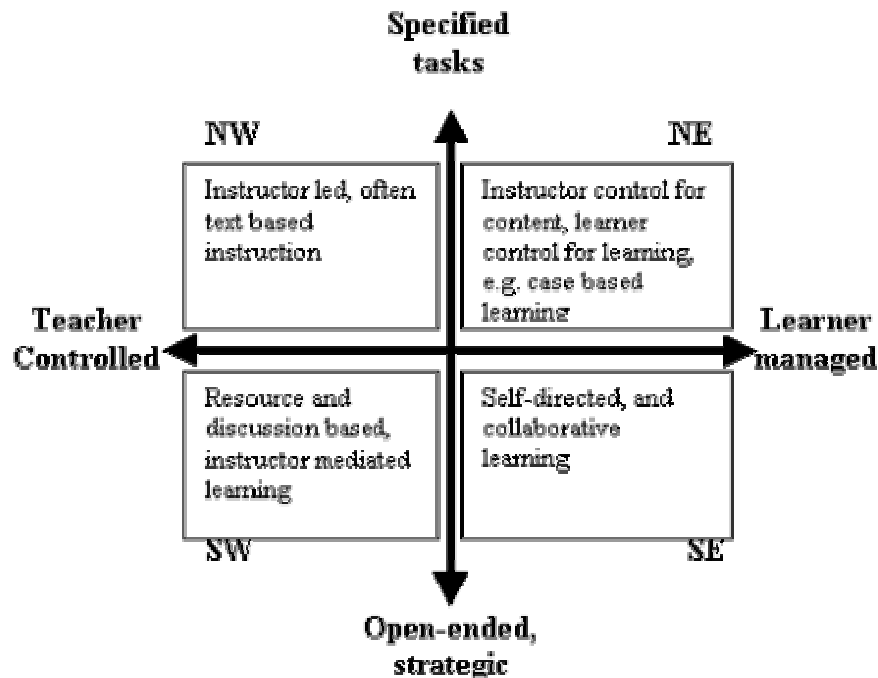 Specified
tasks
NW
NE
Instructor led, often
text based
instruction
Instructor control for
content, learner
control for learning,
e.g. case based
learning
Teacher
Controlled
Learner
managed
Resource and
discussion based,
instructor mediated
learning
Self-directed, and
collaborative
learning
SW
SE
Open-ended,
strategic